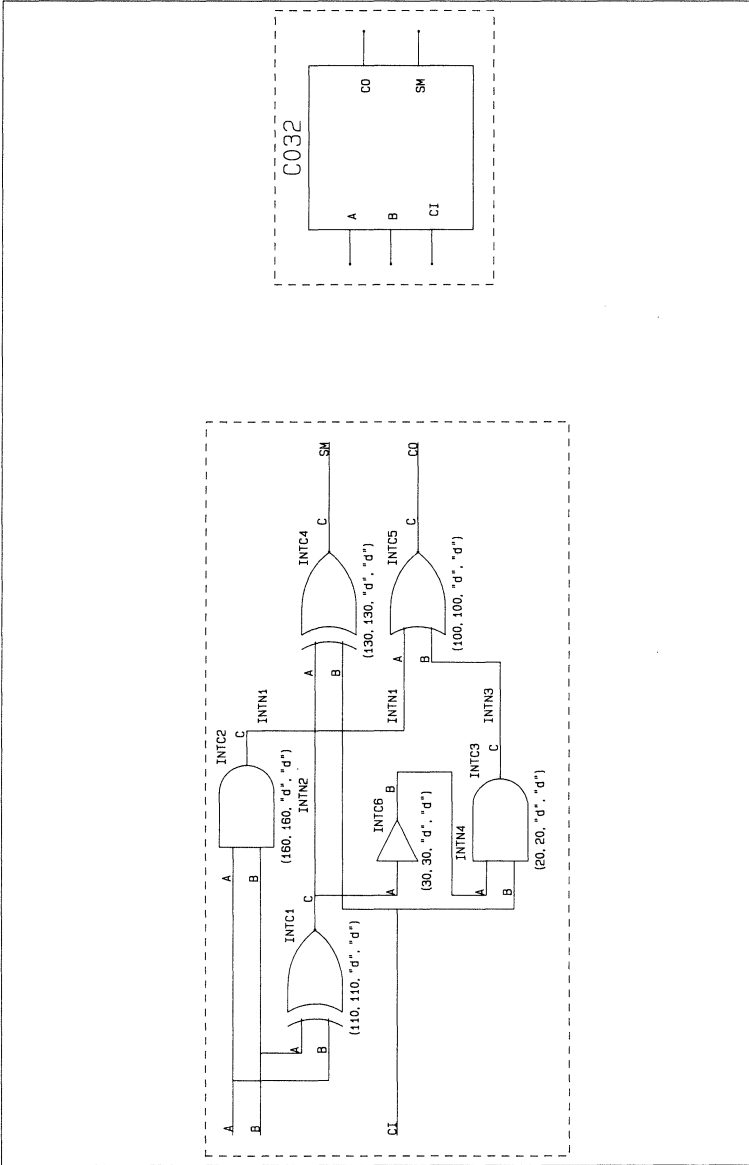 C032
A
B
CI
CO
SM
A
B
CI
A
B
INTC2
C
INTN1
(160, 160, "d", "d")
INTN2
A
B
INTC1
C
(110, 110, "d", "d")
A
B
INTC4
C
SM
(130, 130, "d", "d")
INTN1
A
B
INTC5
C
CO
(100, 100, "d", "d")
A
INTC6
B
(30, 30, "d", "d")
INTN4
A
B
INTC3
C
INTN3
(20, 20, "d", "d")